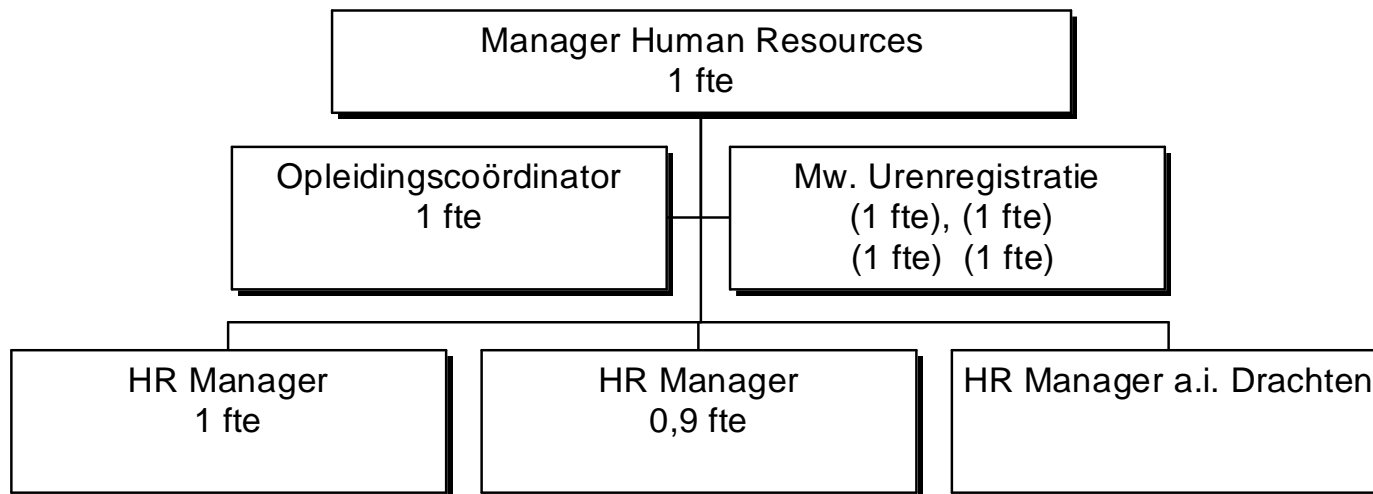 Manager Human Resources
1 fte
Opleidingscoördinator
1 fte
Mw. Urenregistratie
(1 fte), (1 fte)
(1 fte)  (1 fte)
HR Manager
1 fte
HR Manager
0,9 fte
HR Manager a.i. Drachten